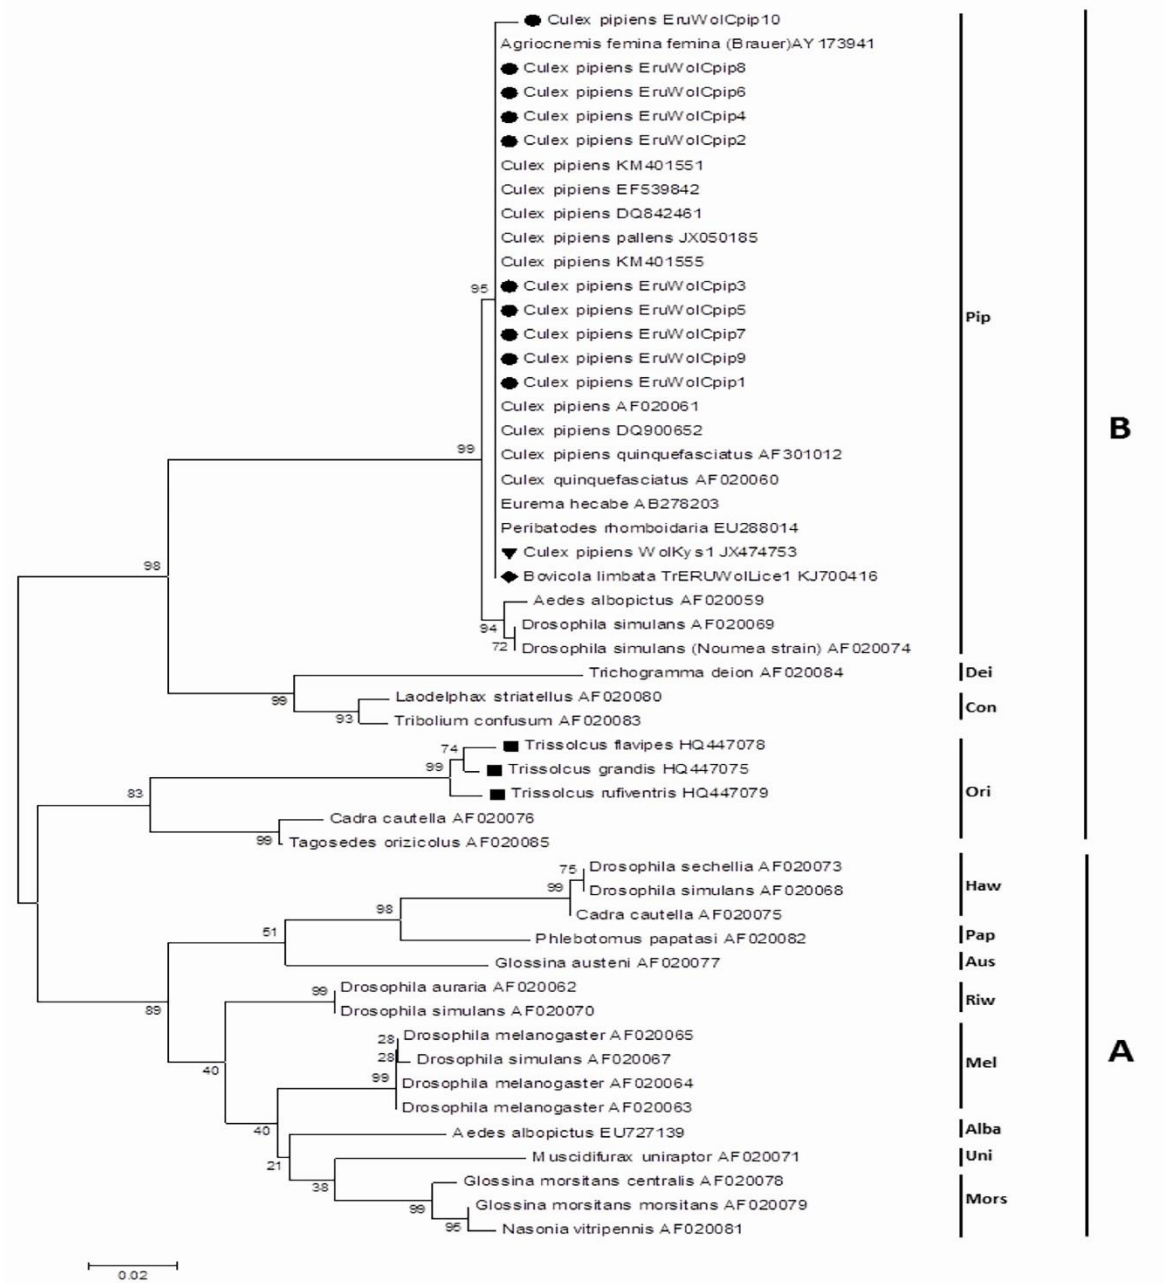 Culex pipiens EruWolCpip10
Agriocnemis femina femina (Brauer)AY 173941
Culex pipiens EruWolCpip8
Culex pipiens EruWolCpip6
Culex pipiens EruWolCpip4
Culex pipiens EruWolCpip2
Culex pipiens KM401551
Culex pipiens EF539842
Culex pipiens DQ842461
Culex pipiens pallens JX050185
Culex pipiens KM401555
95
Culex pipiens EruWolCpip3
Culex pipiens EruWolCpip5
Pip
Culex pipiens EruWolCpip7
Culex pipiens EruWolCpip9
Culex pipiens EruWolCpip1
Culex pipiens AF020061
B
Culex pipiens DQ900652
99
Culex pipiens quinquefasciatus AF301012
Culex quinquefasciatus AF020060
Eurema hecabe AB278203
Peribatodes rhomboidaria EU288014
Culex pipiens WolKys1 JX474753
98
Bovicola limbata TrERUWolLice1 KJ700416
Aedes albopictus AF020059
94
Drosophila simulans AF020069
72
Drosophila simulans (Noumea strain) AF020074
Trichogramma deion AF020084
Dei
99
Laodelphax striatellus AF020080
Con
93
Tribolium confusum AF020083
74
Trissolcus flavipes HQ447078
99
Trissolcus grandis HQ447075
83
Trissolcus rufiventris HQ447079
Ori
Cadra cautella AF020076
99
Tagosedes orizicolus AF020085
75
Drosophila sechellia AF020073
99
Drosophila simulans AF020068
Haw
98
Cadra cautella AF020075
51
Phlebotomus papatasi AF020082
Pap
Glossina austeni AF020077
Aus
99
Drosophila auraria AF020062
Riw
89
Drosophila simulans AF020070
28
Drosophila melanogaster AF020065
28
Drosophila simulans AF020067
Mel
A
40
99
Drosophila melanogaster AF020064
Drosophila melanogaster AF020063
40
Aedes albopictus EU727139
Alba
21
Muscidifurax uniraptor AF020071
Uni
38
Glossina morsitans centralis AF020078
Mors
99
Glossina morsitans morsitans AF020079
95
Nasonia vitripennis AF020081
0.02